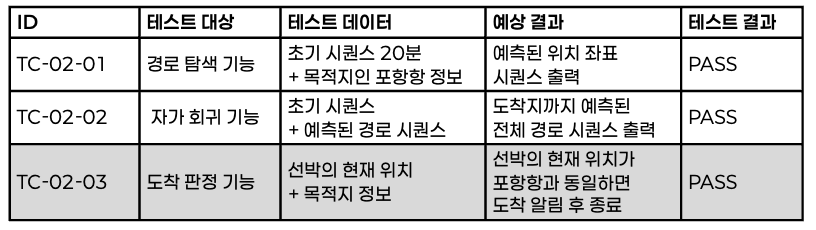 ID 테스트 대상 테스트 데이터 예상 결과 테스트 결과
TC-02-01 경로 탐색 기능 초기 시퀀스 20분 + 목적지인 포항항 정보 예측된 위치 좌표 시퀀스 출력 PASS
TC-02-02 자가 회귀 기능 초기 시퀀스 + 예측된 경로 시퀀스 도착지까지 예측된 전체 경로 시퀀스 출력 PASS
TC-02-03 도착 판정 기능 선박의 현재 위치 + 목적지 정보 선박의 현재 위치가 포항항과 동일하면 도착 알림 후 종료 PASS